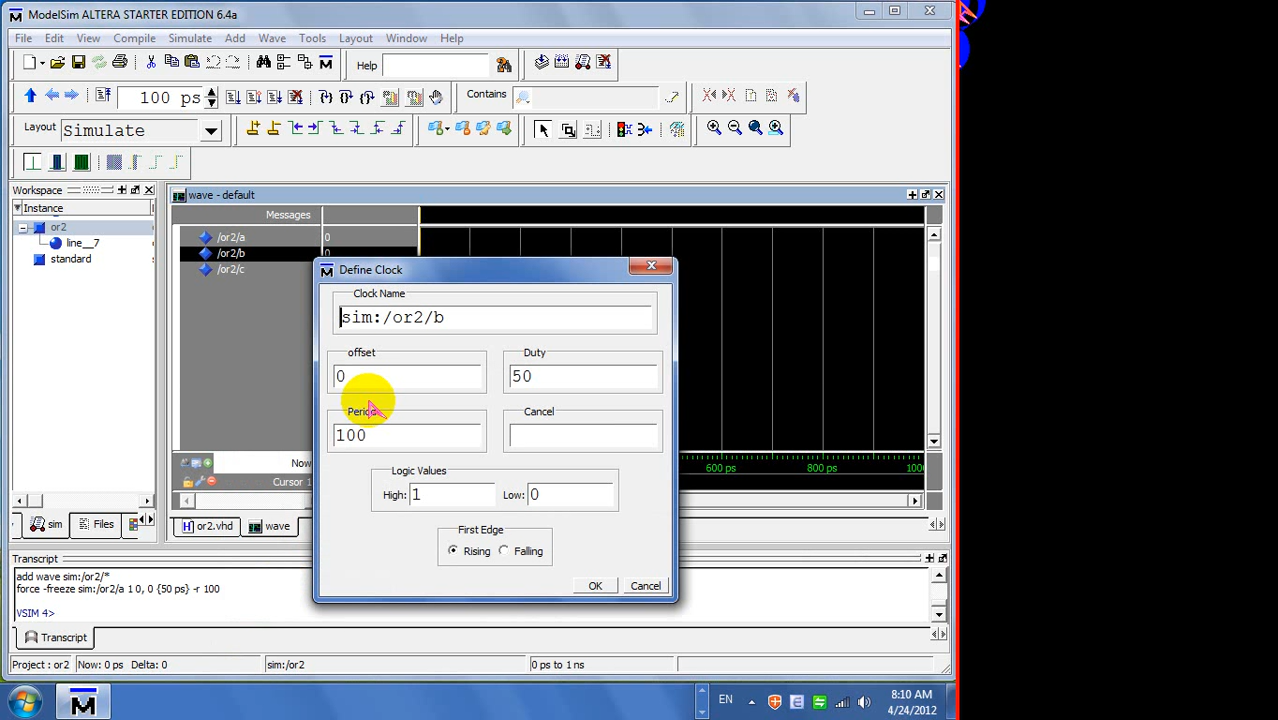 ModelSim ALTERA STARTER EDITION 6.4a
File Edit View Compile Simulate Add Wave Tools Layout Window Help
Help
100 ps
Contains
Layout Simulate
Workspace
wave - default
Instance
Messages
or2
/or2/a 0
line__7
/or2/b 0
standard
/or2/c
Define Clock
Clock Name
sim:/or2/b
offset
Duty
0
50
Period
Cancel
100
Logic Values
High: 1 Low: 0
First Edge
Rising Falling
OK Cancel
Now
600 ps 800 ps
Cursor 1
sim Files
or2.vhd wave
Transcript
add wave sim:/or2/*
force -freeze sim:/or2/a 1 0, 0 {50 ps} -r 100
VSIM 4>
Transcript
Project : or2 Now: 0 ps Delta: 0 sim:/or2 0 ps to 1 ns
EN
8:10 AM
4/24/2012